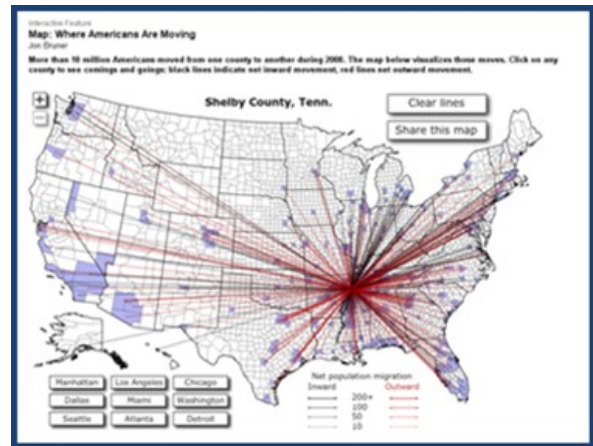 Interactive Feature
Map: Where Americans Are Moving
Jon Bruner
More than 10 million Americans moved from one county to another during 2008. The map below visualizes those moves. Click on any
county to see comings and goings: black lines indicate net inward movement, red lines net outward movement.
Shelby County, Tenn.
Clear lines
Share this map
+
−
Net population migration
Inward Outward
200+
100
50
10
Manhattan Los Angeles Chicago
Dallas Miami Washington
Seattle Atlanta Detroit